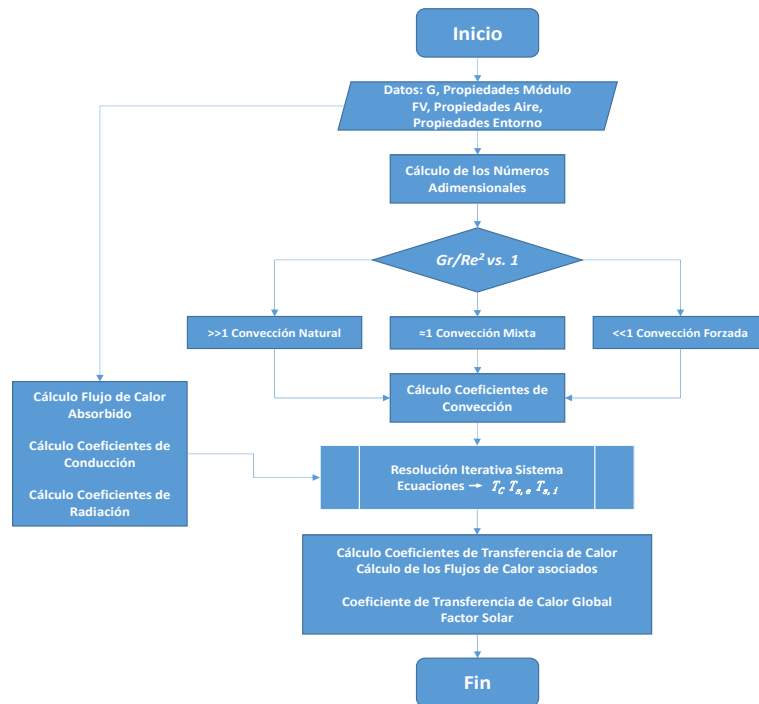 Inicio
Datos: G, Propiedades Módulo
FV, Propiedades Aire,
Propiedades Entorno
Cálculo de los Números
Adimensionales
Gr/Re² vs. 1
>>1 Convección Natural
≈1 Convección Mixta
<<1 Convección Forzada
Cálculo Flujo de Calor
Absorbido
Cálculo Coeficientes de
Conducción
Cálculo Coeficientes de
Radiación
Cálculo Coeficientes de
Convección
Resolución Iterativa Sistema
Ecuaciones → T_C T_{s,e} T_{s,i}
Cálculo Coeficientes de Transferencia de Calor
Cálculo de los Flujos de Calor asociados
Coeficiente de Transferencia de Calor Global
Factor Solar
Fin